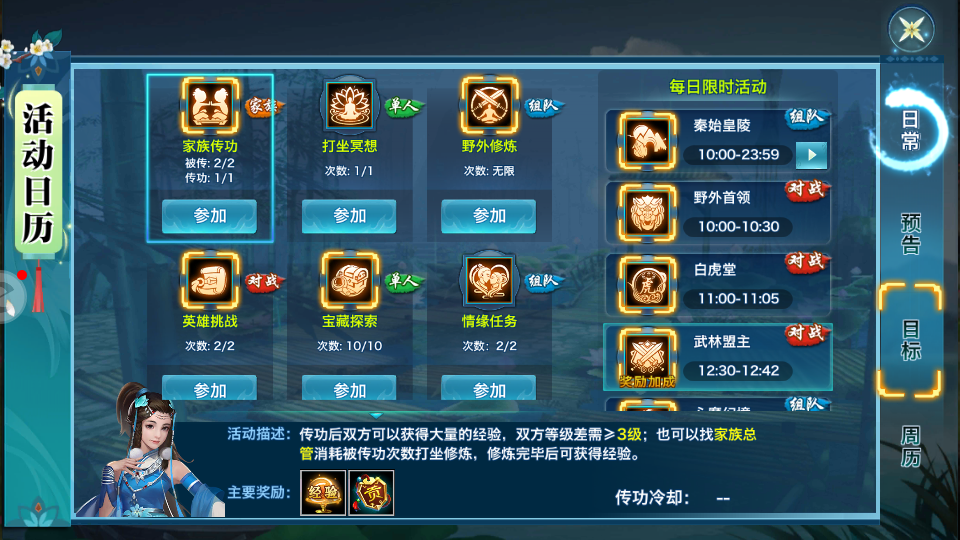 活动日历
家族
家族传功
被传: 2/2
传功: 1/1
参加
单人
打坐冥想
次数: 1/1
参加
组队
野外修炼
次数: 无限
参加
对战
英雄挑战
次数: 2/2
参加
单人
宝藏探索
次数: 10/10
参加
组队
情缘任务
次数: 2/2
参加
每日限时活动
组队
秦始皇陵
10:00-23:59
对战
野外首领
10:00-10:30
对战
虎
白虎堂
11:00-11:05
对战
武林盟主
奖励加成
12:30-12:42
组队
日常
预告
目标
周历
活动描述: 传功后双方可以获得大量的经验，双方等级差需≥3级；也可以找家族总
管消耗被传功次数打坐修炼，修炼完毕后可获得经验。
主要奖励:
经验
贡
传功冷却: --